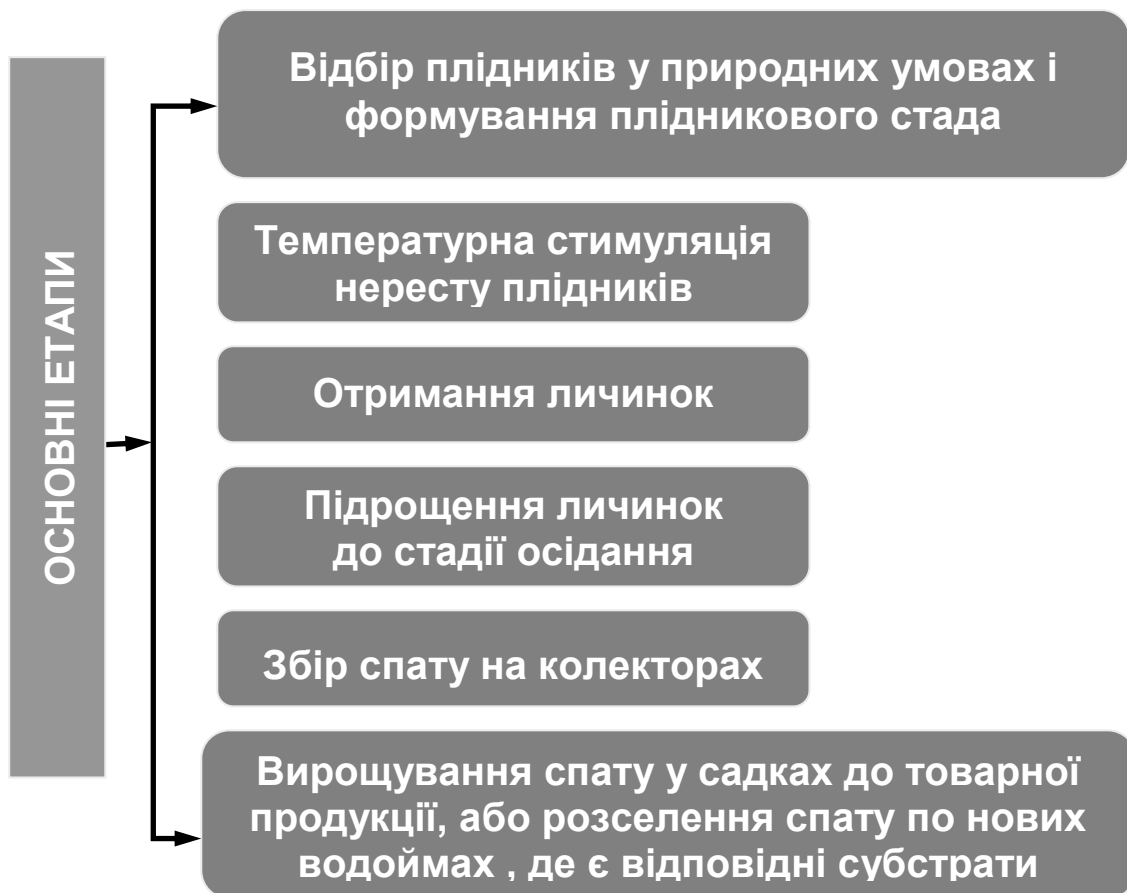 ОСНОВНІ ЕТАПИ
Відбір плідників у природних умовах і
формування плідникового стада
Температурна стимуляція
нересту плідників
Отримання личинок
Підрощення личинок
до стадії осідання
Збір спату на колекторах
Вирощування спату у садках до товарної
продукції, або розселення спату по нових
водоймах , де є відповідні субстрати